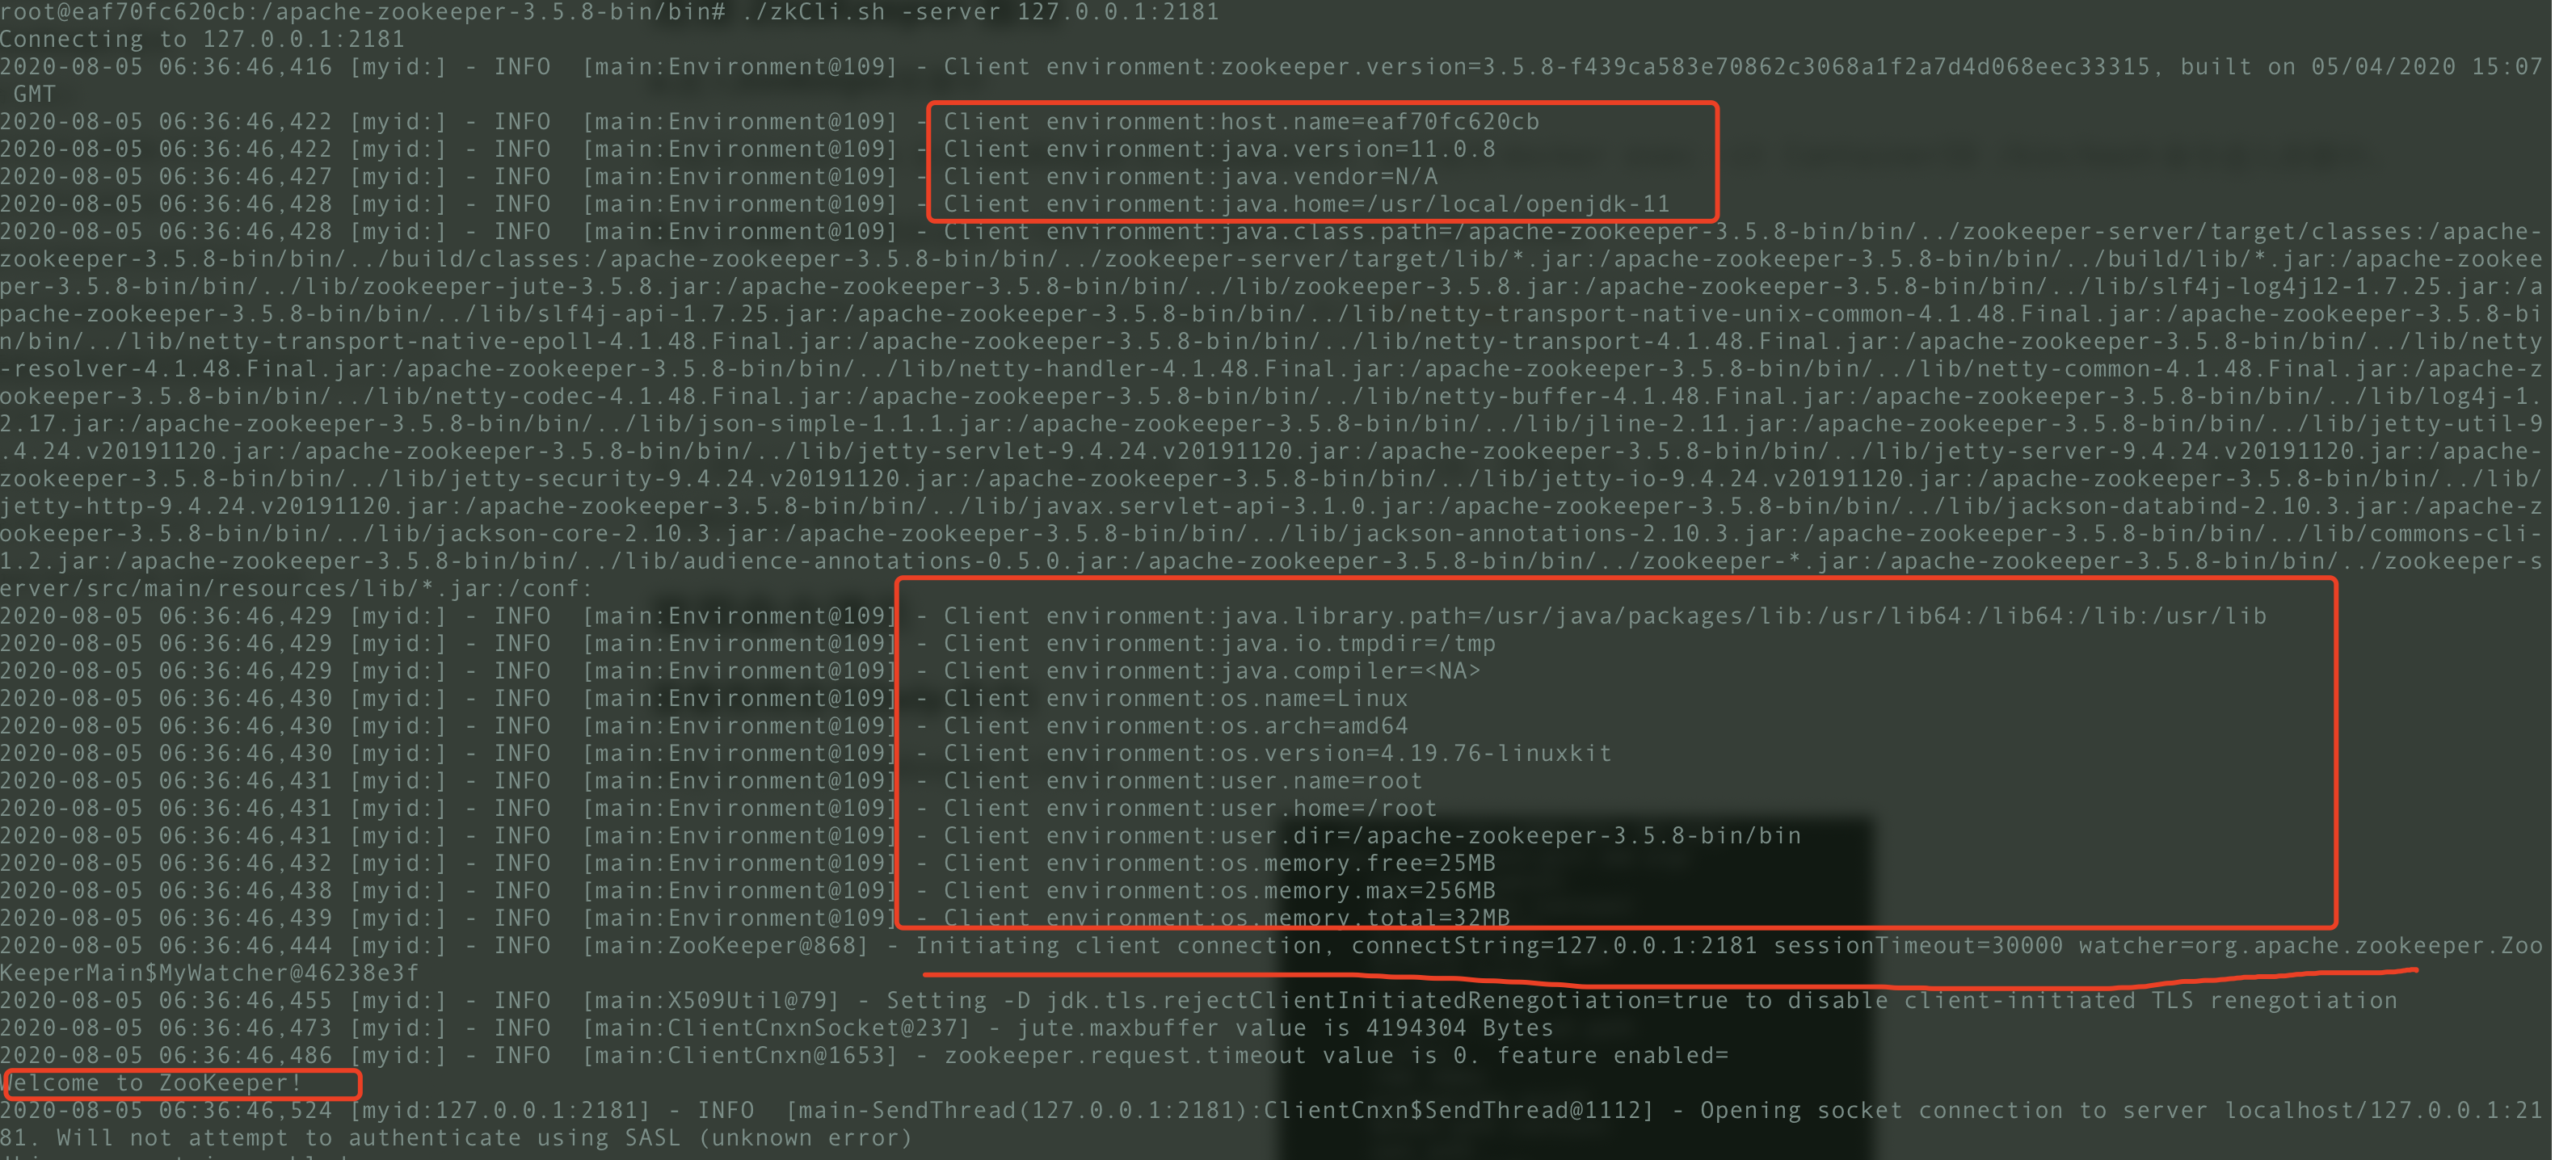 root@eaf70fc620cb:/apache-zookeeper-3.5.8-bin/bin# ./zkCli.sh -server 127.0.0.1:2181
Connecting to 127.0.0.1:2181
2020-08-05 06:36:46,416 [myid:] - INFO  [main:Environment@109] - Client environment:zookeeper.version=3.5.8-f439ca583e70862c3068a1f2a7d4d068eec33315, built on 05/04/2020 15:07
 GMT
2020-08-05 06:36:46,422 [myid:] - INFO  [main:Environment@109] - Client environment:host.name=eaf70fc620cb
2020-08-05 06:36:46,422 [myid:] - INFO  [main:Environment@109] - Client environment:java.version=11.0.8
2020-08-05 06:36:46,427 [myid:] - INFO  [main:Environment@109] - Client environment:java.vendor=N/A
2020-08-05 06:36:46,428 [myid:] - INFO  [main:Environment@109] - Client environment:java.home=/usr/local/openjdk-11
2020-08-05 06:36:46,428 [myid:] - INFO  [main:Environment@109] - Client environment:java.class.path=/apache-zookeeper-3.5.8-bin/bin/../zookeeper-server/target/classes:/apache-
zookeeper-3.5.8-bin/bin/../build/classes:/apache-zookeeper-3.5.8-bin/bin/../zookeeper-server/target/lib/*.jar:/apache-zookeeper-3.5.8-bin/bin/../build/lib/*.jar:/apache-zookee
per-3.5.8-bin/bin/../lib/zookeeper-jute-3.5.8.jar:/apache-zookeeper-3.5.8-bin/bin/../lib/zookeeper-3.5.8.jar:/apache-zookeeper-3.5.8-bin/bin/../lib/slf4j-log4j12-1.7.25.jar:/a
pache-zookeeper-3.5.8-bin/bin/../lib/slf4j-api-1.7.25.jar:/apache-zookeeper-3.5.8-bin/bin/../lib/netty-transport-native-unix-common-4.1.48.Final.jar:/apache-zookeeper-3.5.8-bi
n/bin/../lib/netty-transport-native-epoll-4.1.48.Final.jar:/apache-zookeeper-3.5.8-bin/bin/../lib/netty-transport-4.1.48.Final.jar:/apache-zookeeper-3.5.8-bin/bin/../lib/netty
-resolver-4.1.48.Final.jar:/apache-zookeeper-3.5.8-bin/bin/../lib/netty-handler-4.1.48.Final.jar:/apache-zookeeper-3.5.8-bin/bin/../lib/netty-common-4.1.48.Final.jar:/apache-z
ookeeper-3.5.8-bin/bin/../lib/netty-codec-4.1.48.Final.jar:/apache-zookeeper-3.5.8-bin/bin/../lib/netty-buffer-4.1.48.Final.jar:/apache-zookeeper-3.5.8-bin/bin/../lib/log4j-1.
2.17.jar:/apache-zookeeper-3.5.8-bin/bin/../lib/json-simple-1.1.1.jar:/apache-zookeeper-3.5.8-bin/bin/../lib/jline-2.11.jar:/apache-zookeeper-3.5.8-bin/bin/../lib/jetty-util-9
.4.24.v20191120.jar:/apache-zookeeper-3.5.8-bin/bin/../lib/jetty-servlet-9.4.24.v20191120.jar:/apache-zookeeper-3.5.8-bin/bin/../lib/jetty-server-9.4.24.v20191120.jar:/apache-
zookeeper-3.5.8-bin/bin/../lib/jetty-security-9.4.24.v20191120.jar:/apache-zookeeper-3.5.8-bin/bin/../lib/jetty-io-9.4.24.v20191120.jar:/apache-zookeeper-3.5.8-bin/bin/../lib/
jetty-http-9.4.24.v20191120.jar:/apache-zookeeper-3.5.8-bin/bin/../lib/javax.servlet-api-3.1.0.jar:/apache-zookeeper-3.5.8-bin/bin/../lib/jackson-databind-2.10.3.jar:/apache-z
ookeeper-3.5.8-bin/bin/../lib/jackson-core-2.10.3.jar:/apache-zookeeper-3.5.8-bin/bin/../lib/jackson-annotations-2.10.3.jar:/apache-zookeeper-3.5.8-bin/bin/../lib/commons-cli-
1.2.jar:/apache-zookeeper-3.5.8-bin/bin/../lib/audience-annotations-0.5.0.jar:/apache-zookeeper-3.5.8-bin/bin/../zookeeper-*.jar:/apache-zookeeper-3.5.8-bin/bin/../zookeeper-s
erver/src/main/resources/lib/*.jar:/conf:
2020-08-05 06:36:46,429 [myid:] - INFO  [main:Environment@109] - Client environment:java.library.path=/usr/java/packages/lib:/usr/lib64:/lib64:/lib:/usr/lib
2020-08-05 06:36:46,429 [myid:] - INFO  [main:Environment@109] - Client environment:java.io.tmpdir=/tmp
2020-08-05 06:36:46,429 [myid:] - INFO  [main:Environment@109] - Client environment:java.compiler=<NA>
2020-08-05 06:36:46,430 [myid:] - INFO  [main:Environment@109] - Client environment:os.name=Linux
2020-08-05 06:36:46,430 [myid:] - INFO  [main:Environment@109] - Client environment:os.arch=amd64
2020-08-05 06:36:46,430 [myid:] - INFO  [main:Environment@109] - Client environment:os.version=4.19.76-linuxkit
2020-08-05 06:36:46,431 [myid:] - INFO  [main:Environment@109] - Client environment:user.name=root
2020-08-05 06:36:46,431 [myid:] - INFO  [main:Environment@109] - Client environment:user.home=/root
2020-08-05 06:36:46,431 [myid:] - INFO  [main:Environment@109] - Client environment:user.dir=/apache-zookeeper-3.5.8-bin/bin
2020-08-05 06:36:46,432 [myid:] - INFO  [main:Environment@109] - Client environment:os.memory.free=25MB
2020-08-05 06:36:46,438 [myid:] - INFO  [main:Environment@109] - Client environment:os.memory.max=256MB
2020-08-05 06:36:46,439 [myid:] - INFO  [main:Environment@109] - Client environment:os.memory.total=32MB
2020-08-05 06:36:46,444 [myid:] - INFO  [main:ZooKeeper@868] - Initiating client connection, connectString=127.0.0.1:2181 sessionTimeout=30000 watcher=org.apache.zookeeper.Zoo
KeeperMain$MyWatcher@46238e3f
2020-08-05 06:36:46,455 [myid:] - INFO  [main:X509Util@79] - Setting -D jdk.tls.rejectClientInitiatedRenegotiation=true to disable client-initiated TLS renegotiation
2020-08-05 06:36:46,473 [myid:] - INFO  [main:ClientCnxnSocket@237] - jute.maxbuffer value is 4194304 Bytes
2020-08-05 06:36:46,486 [myid:] - INFO  [main:ClientCnxn@1653] - zookeeper.request.timeout value is 0. feature enabled=
Welcome to ZooKeeper!
2020-08-05 06:36:46,524 [myid:127.0.0.1:2181] - INFO  [main-SendThread(127.0.0.1:2181):ClientCnxn$SendThread@1112] - Opening socket connection to server localhost/127.0.0.1:21
81. Will not attempt to authenticate using SASL (unknown error)